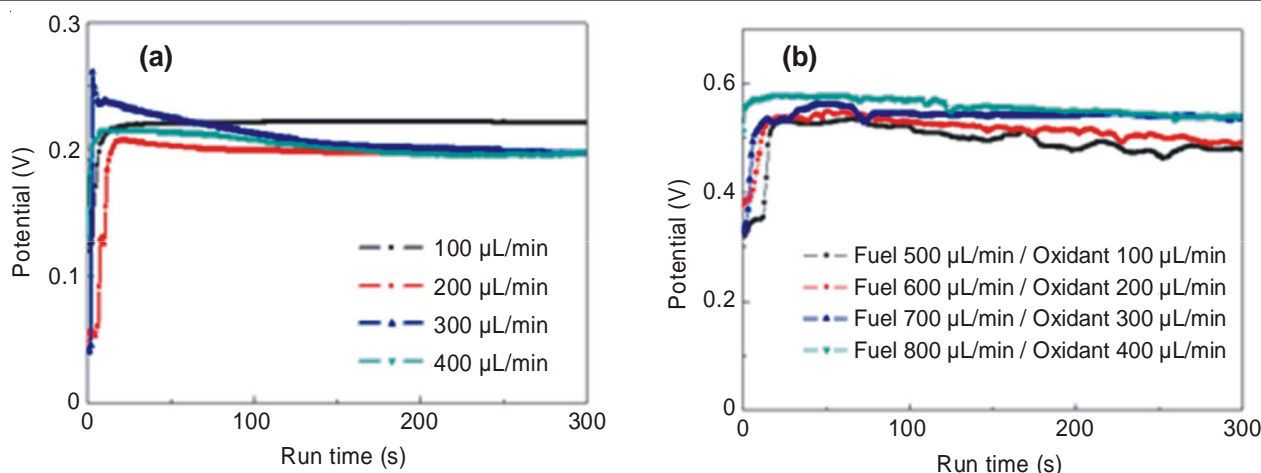 (a)
0.3
0.2
0.1
0
Potential (V)
0 100 200 300
Run time (s)
100 µL/min
200 µL/min
300 µL/min
400 µL/min
(b)
0.6
0.4
0.2
0
Potential (V)
0 100 200 300
Run time (s)
Fuel 500 µL/min / Oxidant 100 µL/min
Fuel 600 µL/min / Oxidant 200 µL/min
Fuel 700 µL/min / Oxidant 300 µL/min
Fuel 800 µL/min / Oxidant 400 µL/min